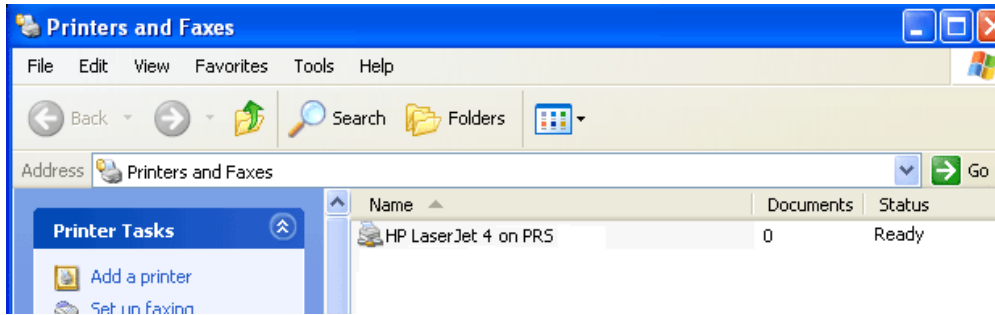 Printers and Faxes
File Edit View Favorites Tools Help
Back Search Folders
Address Printers and Faxes Go
Name Documents Status
Printer Tasks
HP LaserJet 4 on PRS 0 Ready
Add a printer
Set up faxing